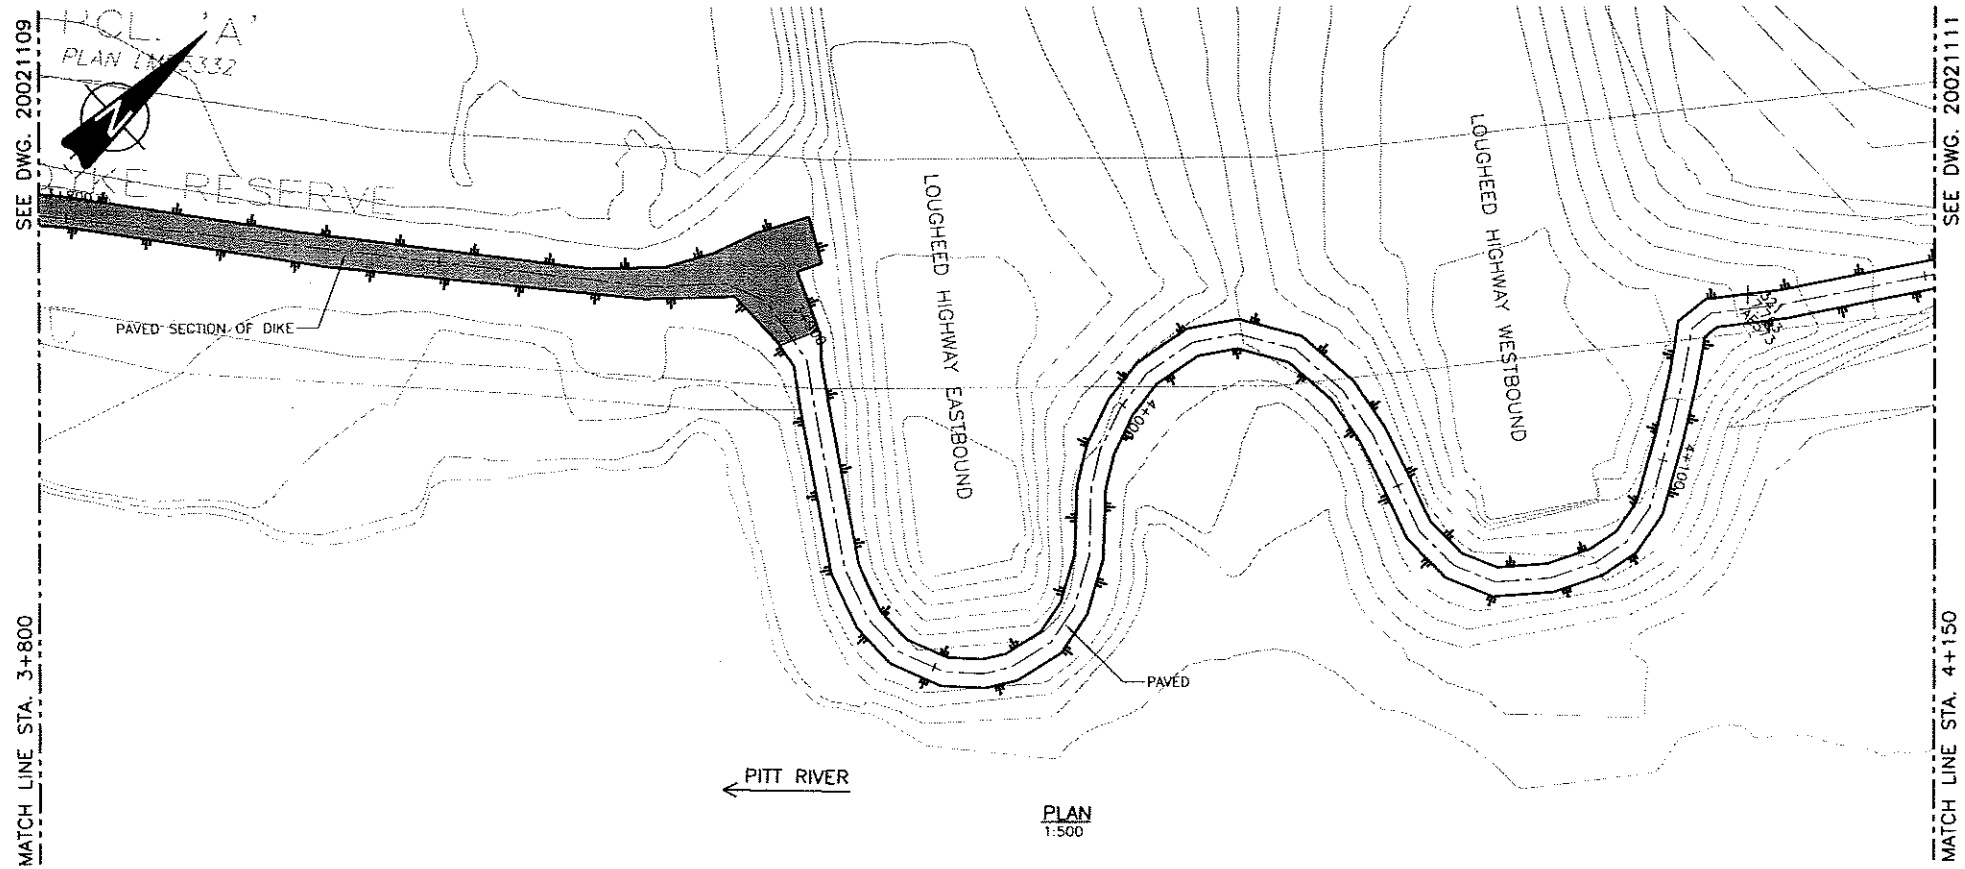 SEE DWG. 20021109
MATCH LINE STA. 3+800
PCL. 'A'
DIKE RESERVE
3+800
PAVED SECTION OF DIKE
LOUGHEED HIGHWAY EASTBOUND
4+000
LOUGHEED HIGHWAY WESTBOUND
4+100
PAVED
PITT RIVER
PLAN
1:500
SEE DWG. 20021111
MATCH LINE STA. 4+150